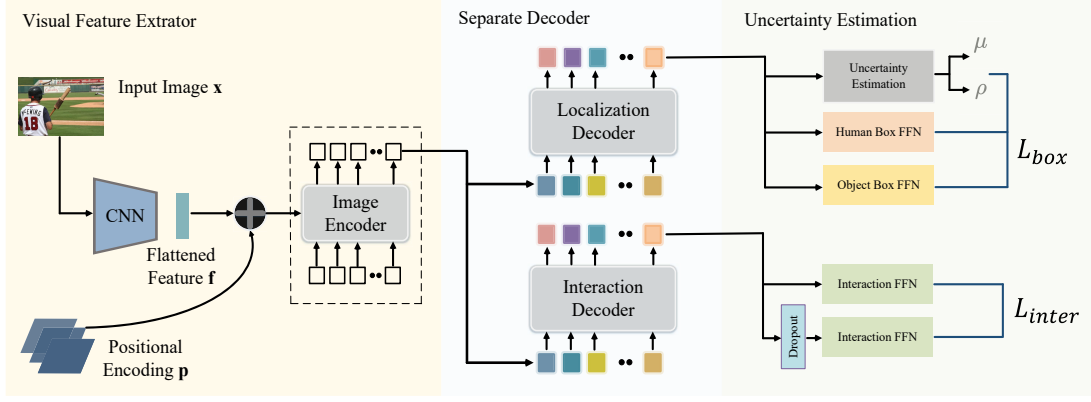 Visual Feature Extrator
Input Image x
18
CNN
Flattened
Feature f
Positional
Encoding p
Image
Encoder
Separate Decoder
Localization
Decoder
Interaction
Decoder
Uncertainty Estimation
Uncertainty
Estimation
μ
ρ
Human Box FFN
Object Box FFN
L_box
Interaction FFN
Dropout
Interaction FFN
L_inter